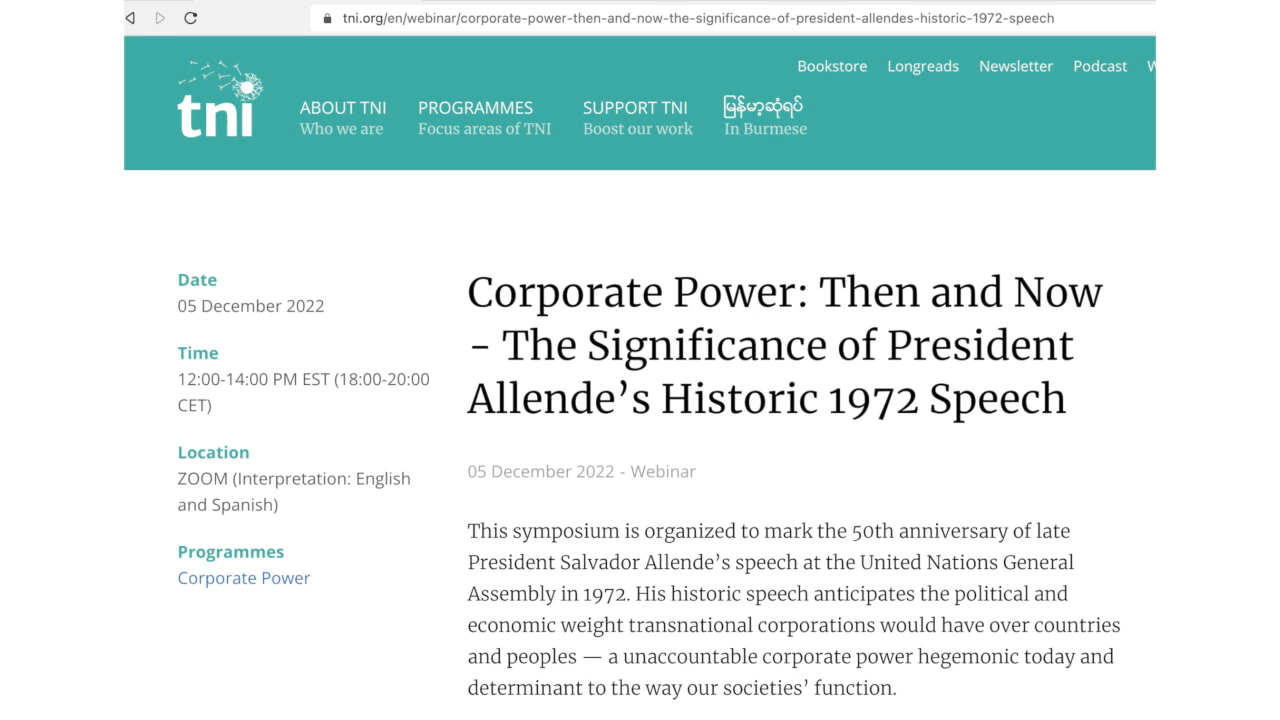 tni.org/en/webinar/corporate-power-then-and-now-the-significance-of-president-allendes-historic-1972-speech
Bookstore Longreads Newsletter Podcast W
tni
ABOUT TNI PROGRAMMES SUPPORT TNI မြန်မာ့ဆုံရပ်
Who we are Focus areas of TNI Boost our work In Burmese
Date
05 December 2022
Time
12:00-14:00 PM EST (18:00-20:00
CET)
Location
ZOOM (Interpretation: English
and Spanish)
Programmes
Corporate Power
Corporate Power: Then and Now
- The Significance of President
Allende’s Historic 1972 Speech
05 December 2022 - Webinar
This symposium is organized to mark the 50th anniversary of late
President Salvador Allende’s speech at the United Nations General
Assembly in 1972. His historic speech anticipates the political and
economic weight transnational corporations would have over countries
and peoples — a unaccountable corporate power hegemonic today and
determinant to the way our societies’ function.